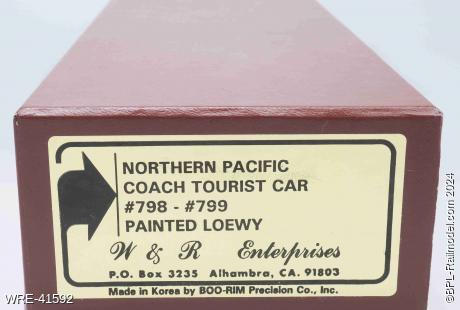 NORTHERN PACIFIC
COACH TOURIST CAR
#798 - #799
PAINTED LOEWY
W & R Enterprises
P.O. Box 3235 Alhambra, CA. 91803
Made in Korea by BOO-RIM Precision Co., Inc.
WRE-41592
©BPL-Railmodel.com 2024